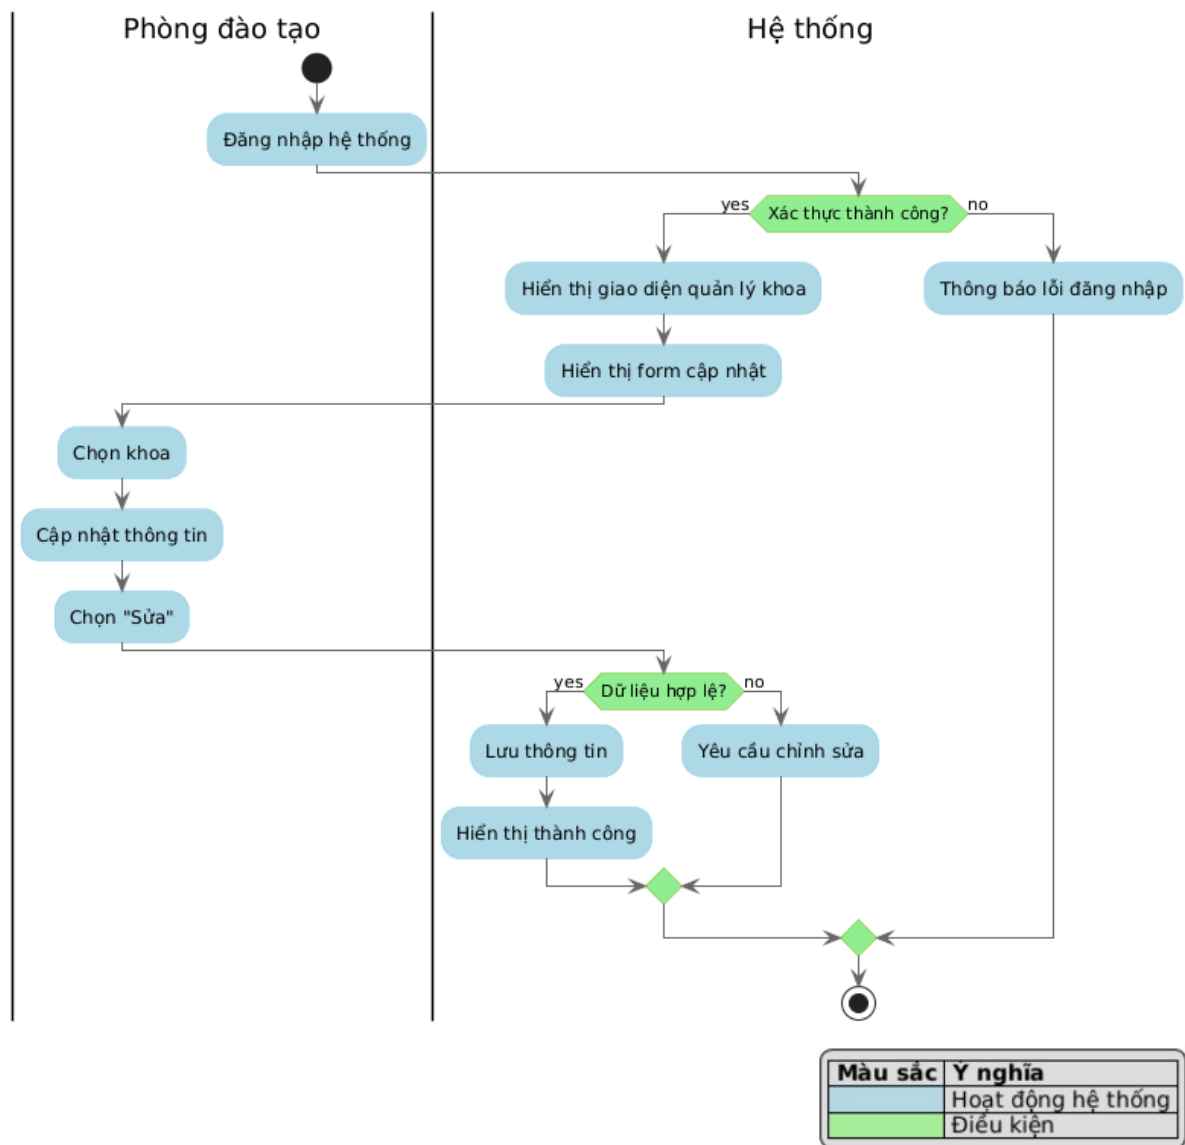 Phòng đào tạo
Hệ thống
Đăng nhập hệ thống
yes
Xác thực thành công?
no
Hiển thị giao diện quản lý khoa
Thông báo lỗi đăng nhập
Hiển thị form cập nhật
Chọn khoa
Cập nhật thông tin
Chọn "Sửa"
yes
Dữ liệu hợp lệ?
no
Lưu thông tin
Yêu cầu chỉnh sửa
Hiển thị thành công
Màu sắc Ý nghĩa
Hoạt động hệ thống
Điều kiện